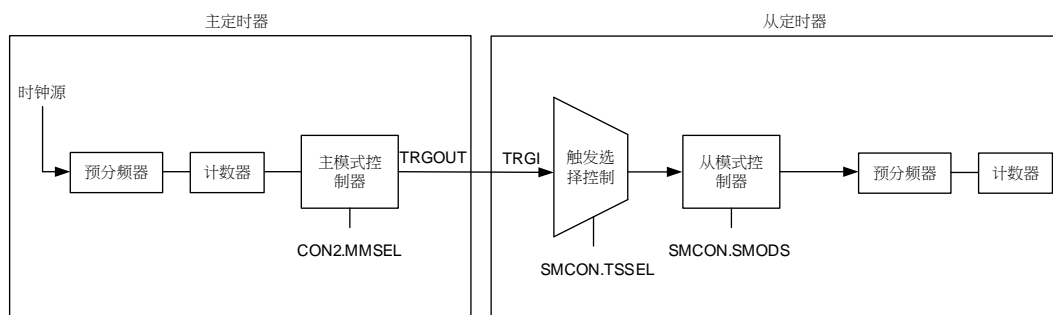 主定时器
从定时器
时钟源
预分频器
计数器
主模式控
制器
TRGOUT
TRGI
触发选
择控制
从模式控
制器
预分频器
计数器
CON2.MMSEL
SMCON.TSSEL
SMCON.SMODS